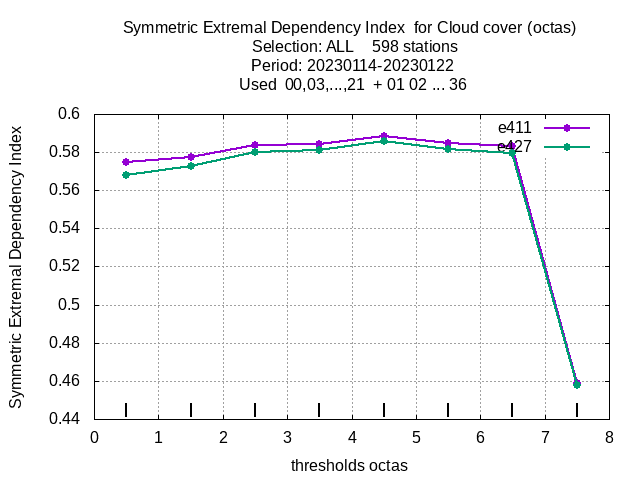 Symmetric Extremal Dependency Index  for Cloud cover (octas)
Selection: ALL    598 stations
Period: 20230114-20230122
Used  00,03,...,21  + 01 02 ... 36
Symmetric Extremal Dependency Index
0.6
0.58
0.56
0.54
0.52
0.5
0.48
0.46
0.44
e411
e427
0 1 2 3 4 5 6 7 8
thresholds octas